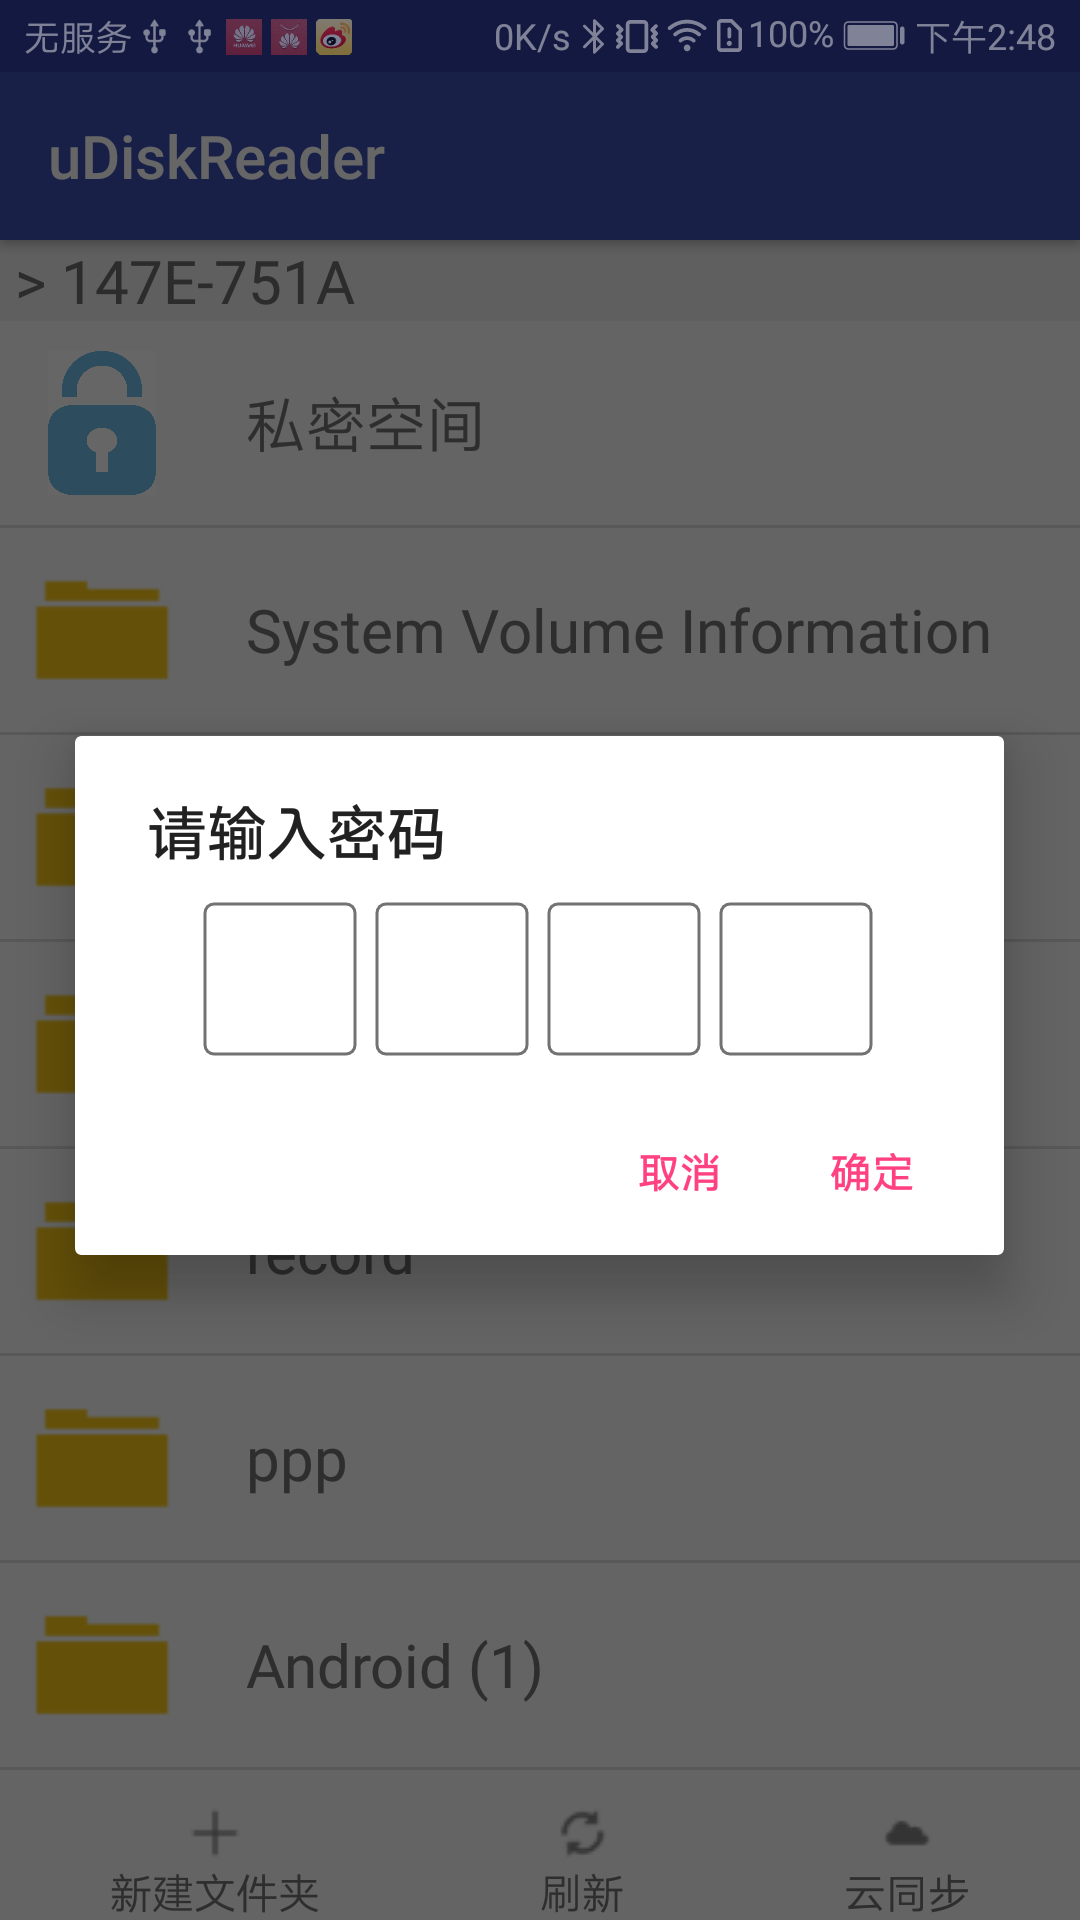 无服务 0K/s 100% 下午2:48
uDiskReader
> 147E-751A
私密空间
System Volume Information
请输入密码
取消 确定
record
ppp
Android (1)
新建文件夹 刷新 云同步